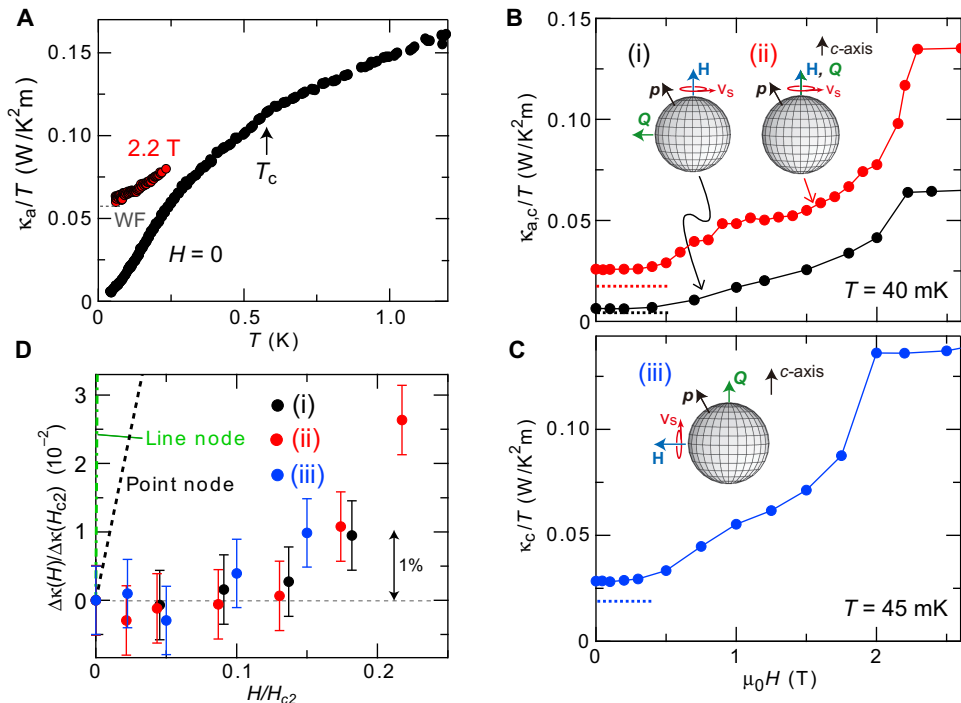 A
κa/T (W/K²m)
0.15
0.10
0.05
0
2.2 T
WF
Tc
H = 0
0
0.5
1.0
T (K)
B
κa,c/T (W/K²m)
0.15
0.10
0.05
0
(i)
(ii)
c-axis
H
p
vs
Q
H, Q
p
vs
T = 40 mK
C
κc/T (W/K²m)
0.10
0.05
0
(iii)
Q
c-axis
p
vs
H
T = 45 mK
0
1
2
μ0H (T)
D
Δκ(H)/Δκ(Hc2) (10⁻²)
3
2
1
0
Line node
Point node
(i)
(ii)
(iii)
1%
0
0.1
0.2
H/Hc2